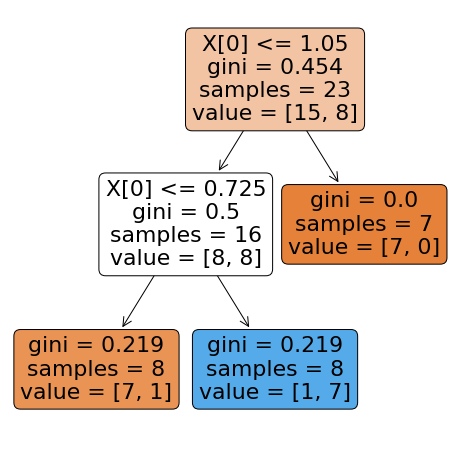 X[0] <= 1.05
gini = 0.454
samples = 23
value = [15, 8]
X[0] <= 0.725
gini = 0.5
samples = 16
value = [8, 8]
gini = 0.0
samples = 7
value = [7, 0]
gini = 0.219
samples = 8
value = [7, 1]
gini = 0.219
samples = 8
value = [1, 7]